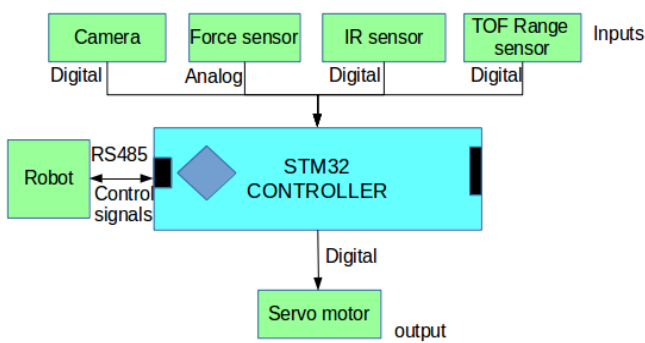 Camera
Force sensor
IR sensor
TOF Range
sensor
Inputs
Digital
Analog
Digital
Digital
RS485
Robot
Control
signals
STM32
CONTROLLER
Digital
Servo motor
output